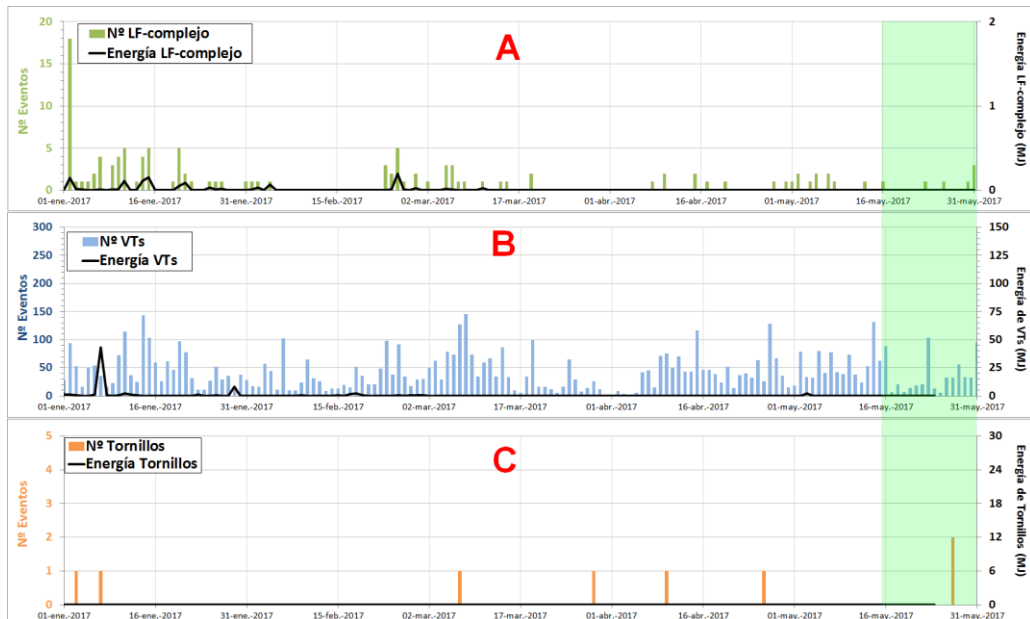 A
Nº LF-complejo
Energía LF-complejo
Nº Eventos
Energía LF-complejo (MJ)
20
15
10
5
0
2
1
0
01-ene.-2017 16-ene.-2017 31-ene.-2017 15-feb.-2017 02-mar.-2017 17-mar.-2017 01-abr.-2017 16-abr.-2017 01-may.-2017 16-may.-2017 31-may.-2017
B
Nº VTs
Energía VTs
Nº Eventos
Energía de VTs (MJ)
300
250
200
150
100
50
0
150
125
100
75
50
25
0
01-ene.-2017 16-ene.-2017 31-ene.-2017 15-feb.-2017 02-mar.-2017 17-mar.-2017 01-abr.-2017 16-abr.-2017 01-may.-2017 16-may.-2017 31-may.-2017
C
Nº Tornillos
Energía Tornillos
Nº Eventos
Energía de Tornillos (MJ)
5
4
3
2
1
0
30
24
18
12
6
0
01-ene.-2017 16-ene.-2017 31-ene.-2017 15-feb.-2017 02-mar.-2017 17-mar.-2017 01-abr.-2017 16-abr.-2017 01-may.-2017 16-may.-2017 31-may.-2017